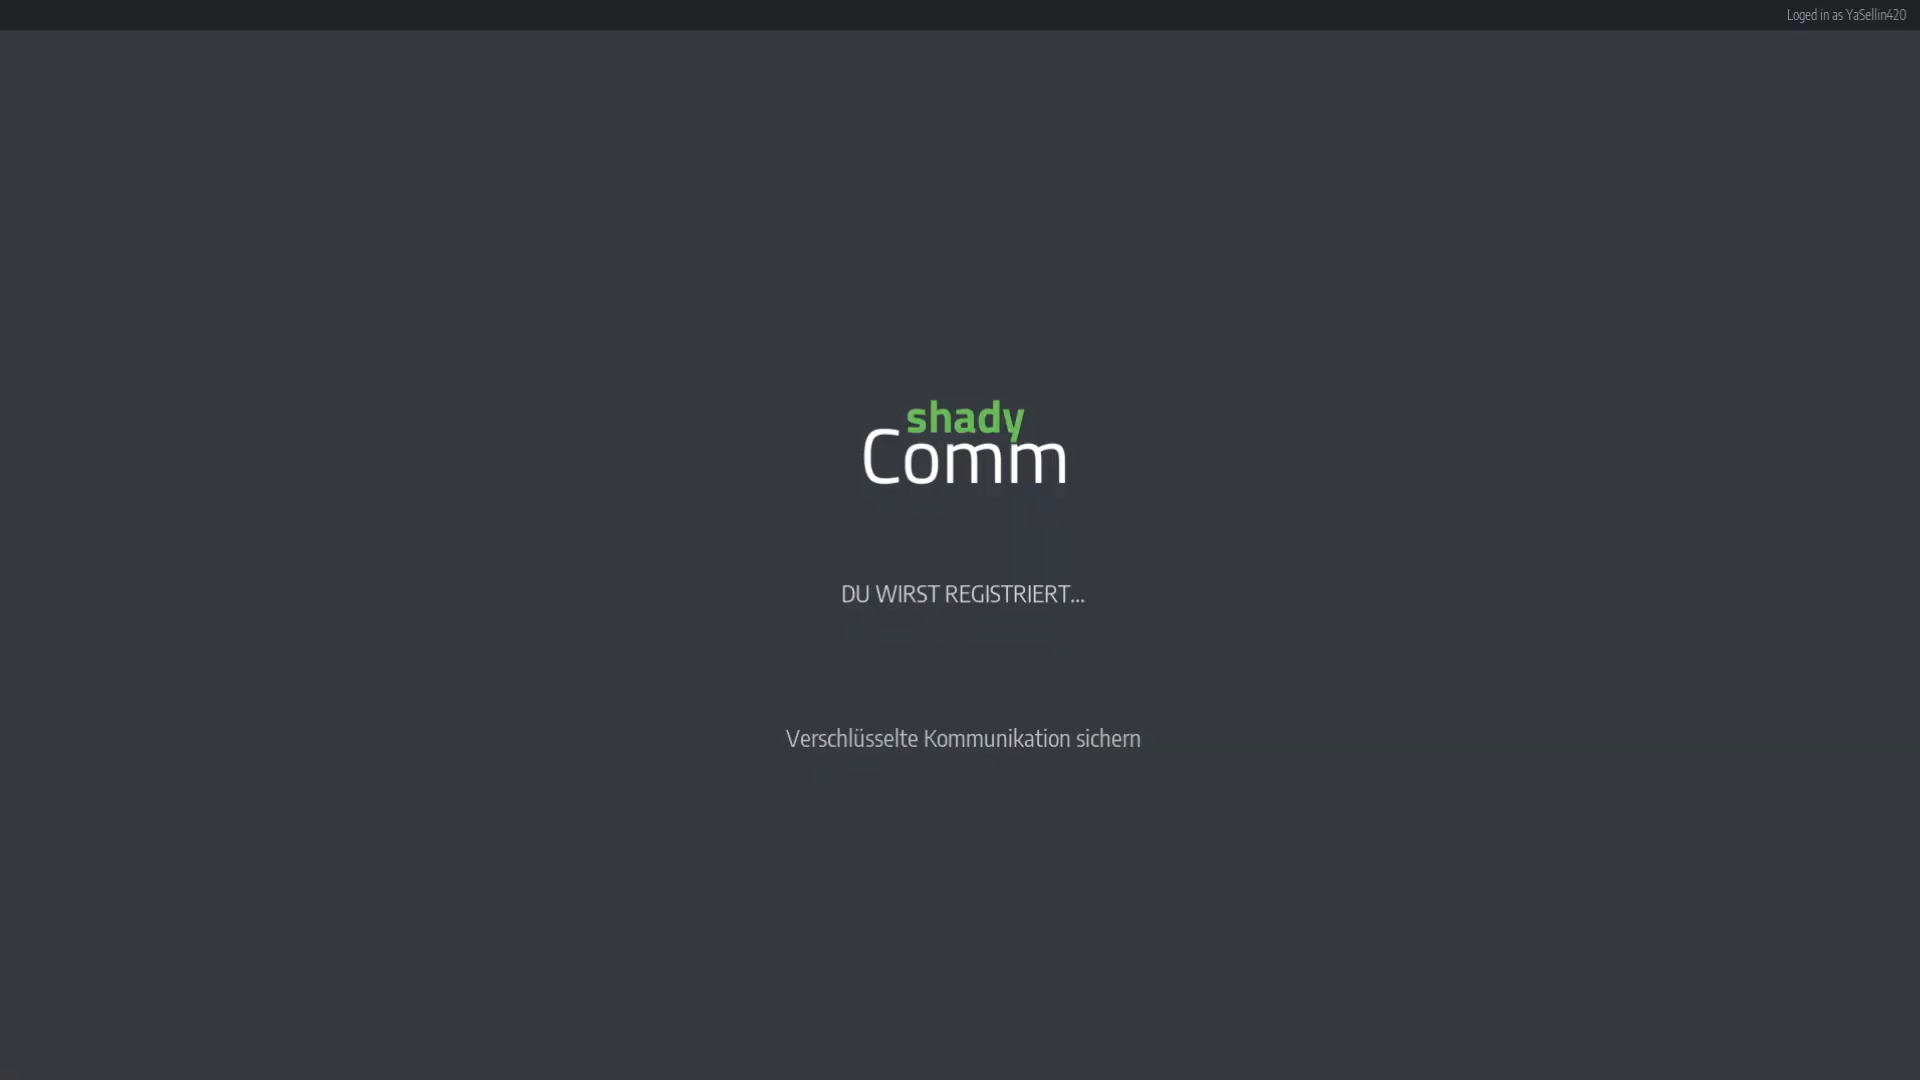 Loged in as YaSellin420
shady
Comm
DU WIRST REGISTRIERT...
Verschlüsselte Kommunikation sichern